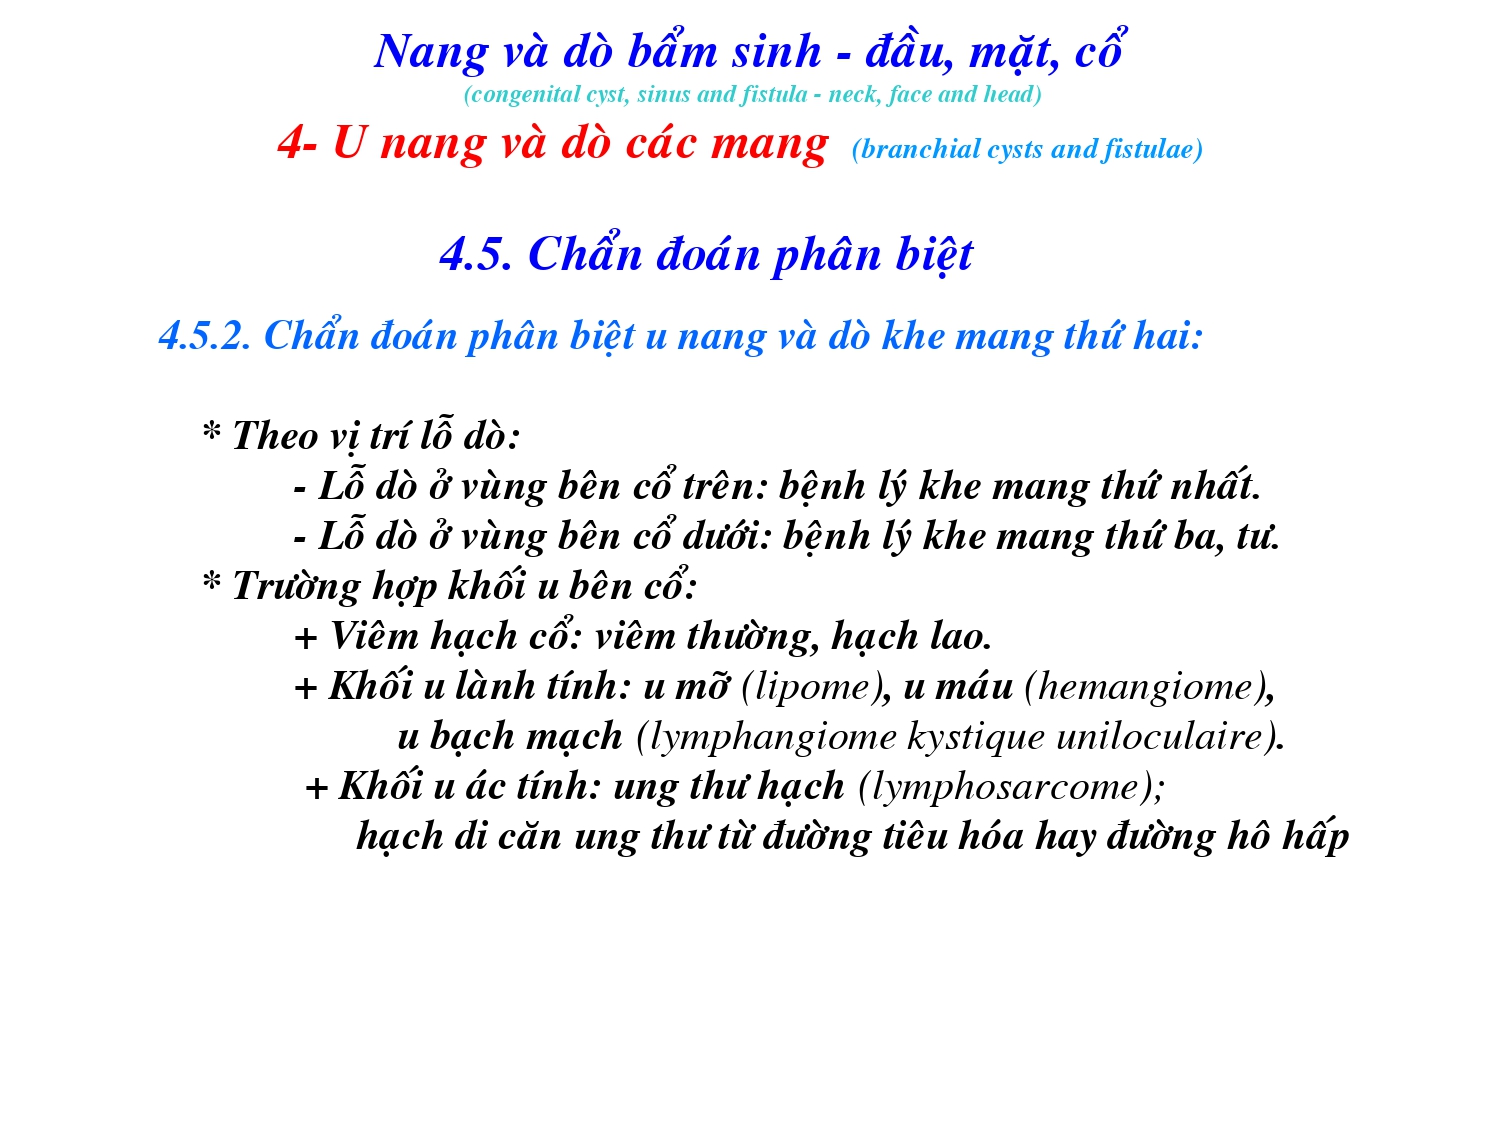 Nang và dò bẩm sinh - đầu, mặt, cổ
(congenital cyst, sinus and fistula - neck, face and head)
4- U nang và dò các mang (branchial cysts and fistulae)
4.5. Chẩn đoán phân biệt
4.5.2. Chẩn đoán phân biệt u nang và dò khe mang thứ hai:
* Theo vị trí lỗ dò:
- Lỗ dò ở vùng bên cổ trên: bệnh lý khe mang thứ nhất.
- Lỗ dò ở vùng bên cổ dưới: bệnh lý khe mang thứ ba, tư.
* Trường hợp khối u bên cổ:
+ Viêm hạch cổ: viêm thường, hạch lao.
+ Khối u lành tính: u mỡ (lipome), u máu (hemangiome),
u bạch mạch (lymphangiome kystique uniloculaire).
+ Khối u ác tính: ung thư hạch (lymphosarcome);
hạch di căn ung thư từ đường tiêu hóa hay đường hô hấp